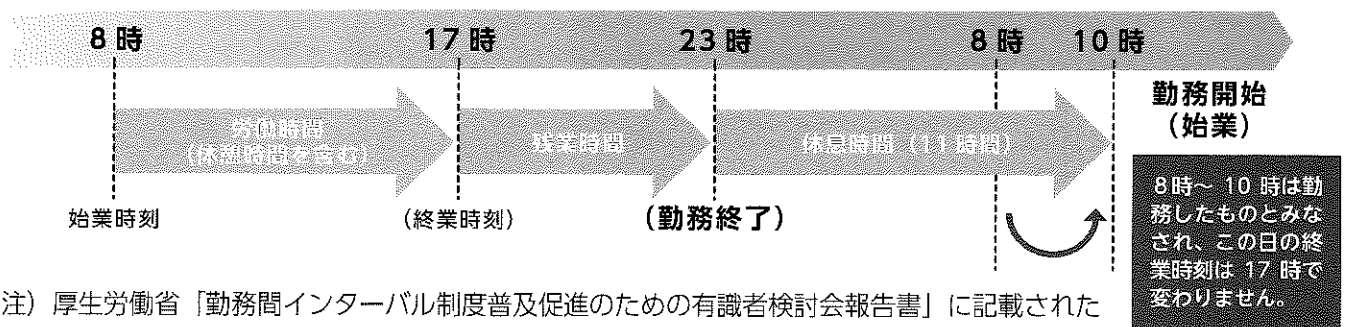 8時 17時 23時 8時 10時
勤務開始
(始業)
労働時間
(休憩時間を含む)
残業時間
休息時間(11時間)
始業時刻
(終業時刻)
(勤務終了)
8時~ 10 時は勤
務したものとみな
され、この日の終
業時刻は 17 時で
変わりません。
注)厚生労働省「勤務間インターバル制度普及促進のための有識者検討会報告書」に記載された